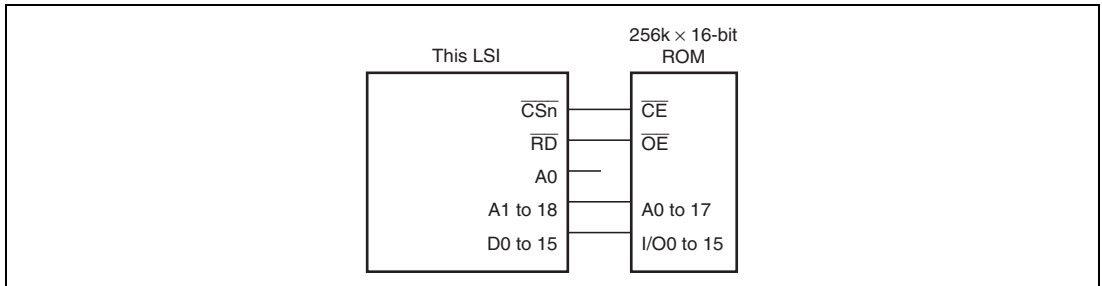 256k × 16-bit
This LSI ROM
CSn CE
RD OE
A0
A1 to 18 A0 to 17
D0 to 15 I/O0 to 15